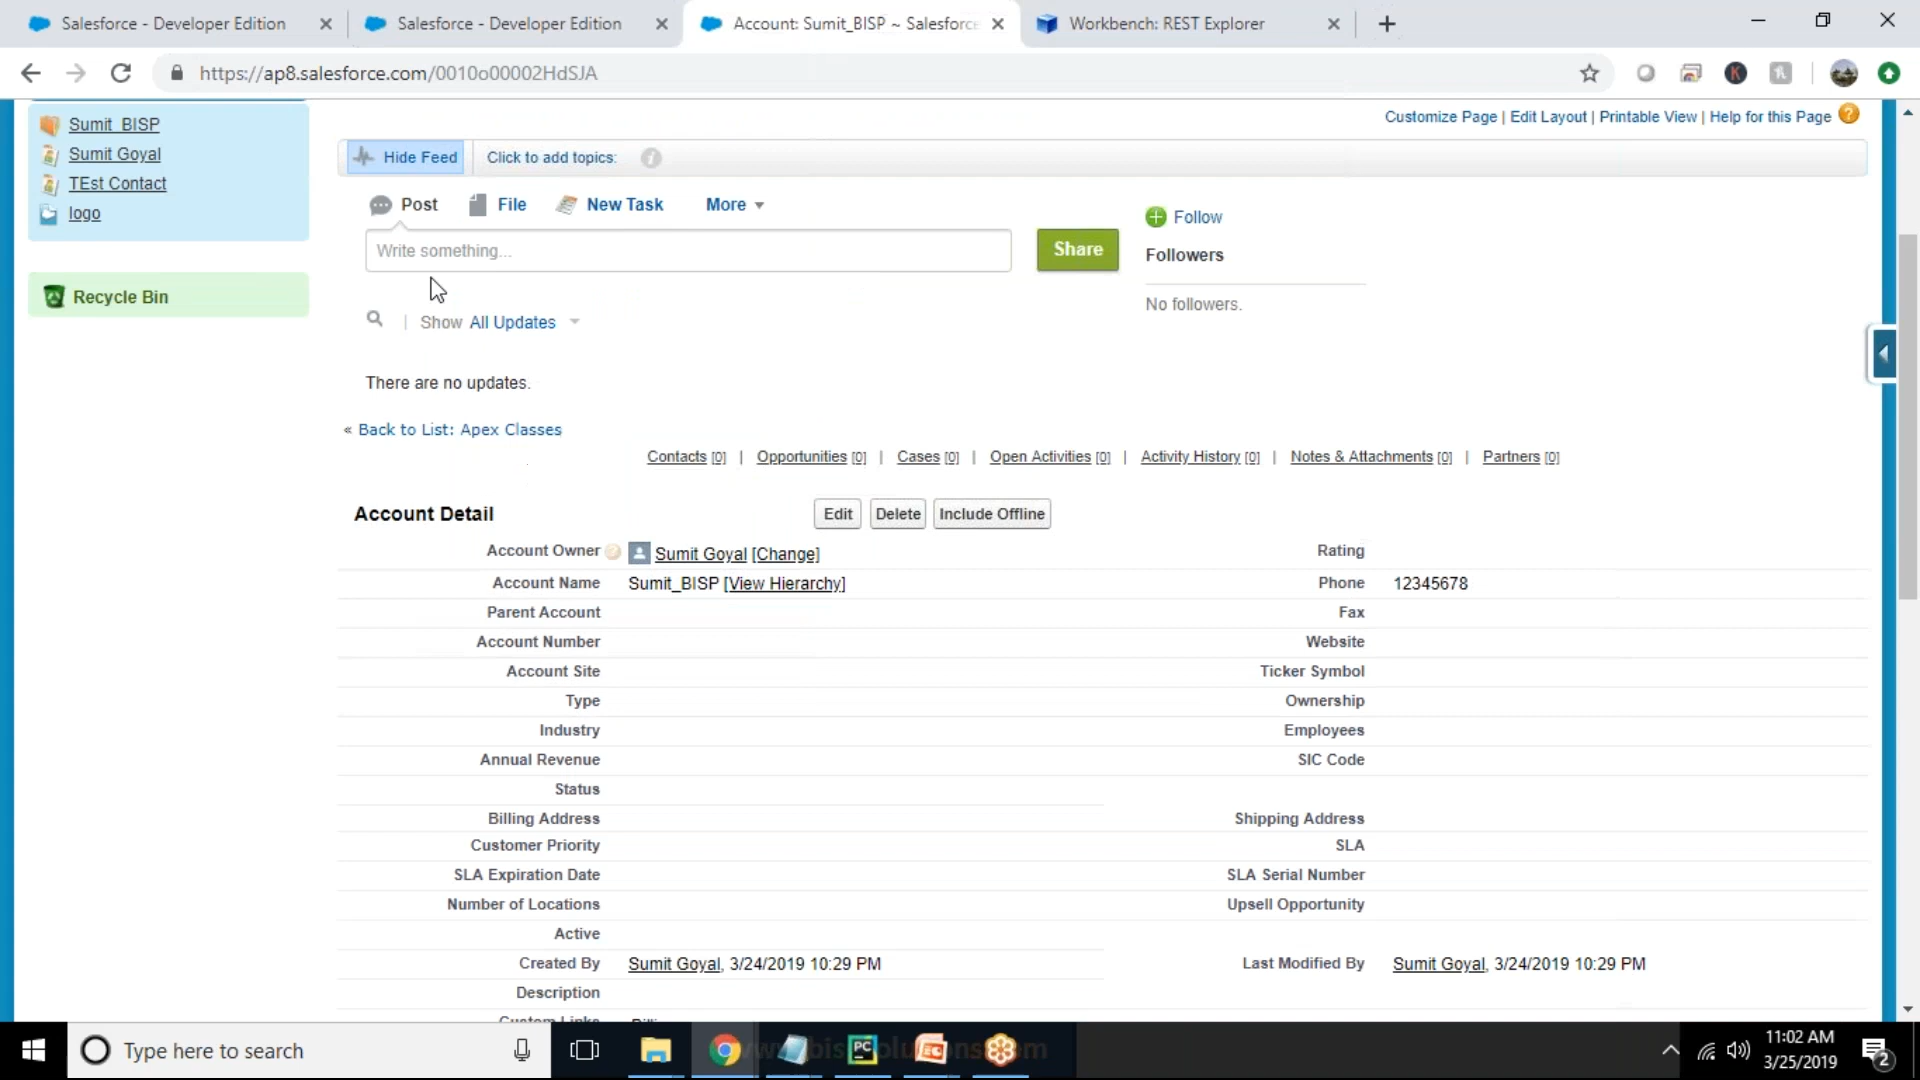 Salesforce - Developer Edition
Salesforce - Developer Edition
Account: Sumit_BISP ~ Salesforce
Workbench: REST Explorer
https://ap8.salesforce.com/0010o00002HdSJA
Sumit_BISP
Sumit Goyal
TEst Contact
logo
Recycle Bin
Customize Page | Edit Layout | Printable View | Help for this Page
Hide Feed
Click to add topics:
Post
File
New Task
More
Write something...
Share
Follow
Followers
No followers.
Show All Updates
There are no updates.
« Back to List: Apex Classes
Contacts [0] | Opportunities [0] | Cases [0] | Open Activities [0] | Activity History [0] | Notes & Attachments [0] | Partners [0]
Account Detail
Edit
Delete
Include Offline
Account Owner Sumit Goyal [Change]
Rating
Account Name Sumit_BISP [View Hierarchy]
Phone 12345678
Parent Account
Fax
Account Number
Website
Account Site
Ticker Symbol
Type
Ownership
Industry
Employees
Annual Revenue
SIC Code
Status
Billing Address
Shipping Address
Customer Priority
SLA
SLA Expiration Date
SLA Serial Number
Number of Locations
Upsell Opportunity
Active
Created By Sumit Goyal, 3/24/2019 10:29 PM
Last Modified By Sumit Goyal, 3/24/2019 10:29 PM
Description
Custom Links
Type here to search
11:02 AM
3/25/2019
2